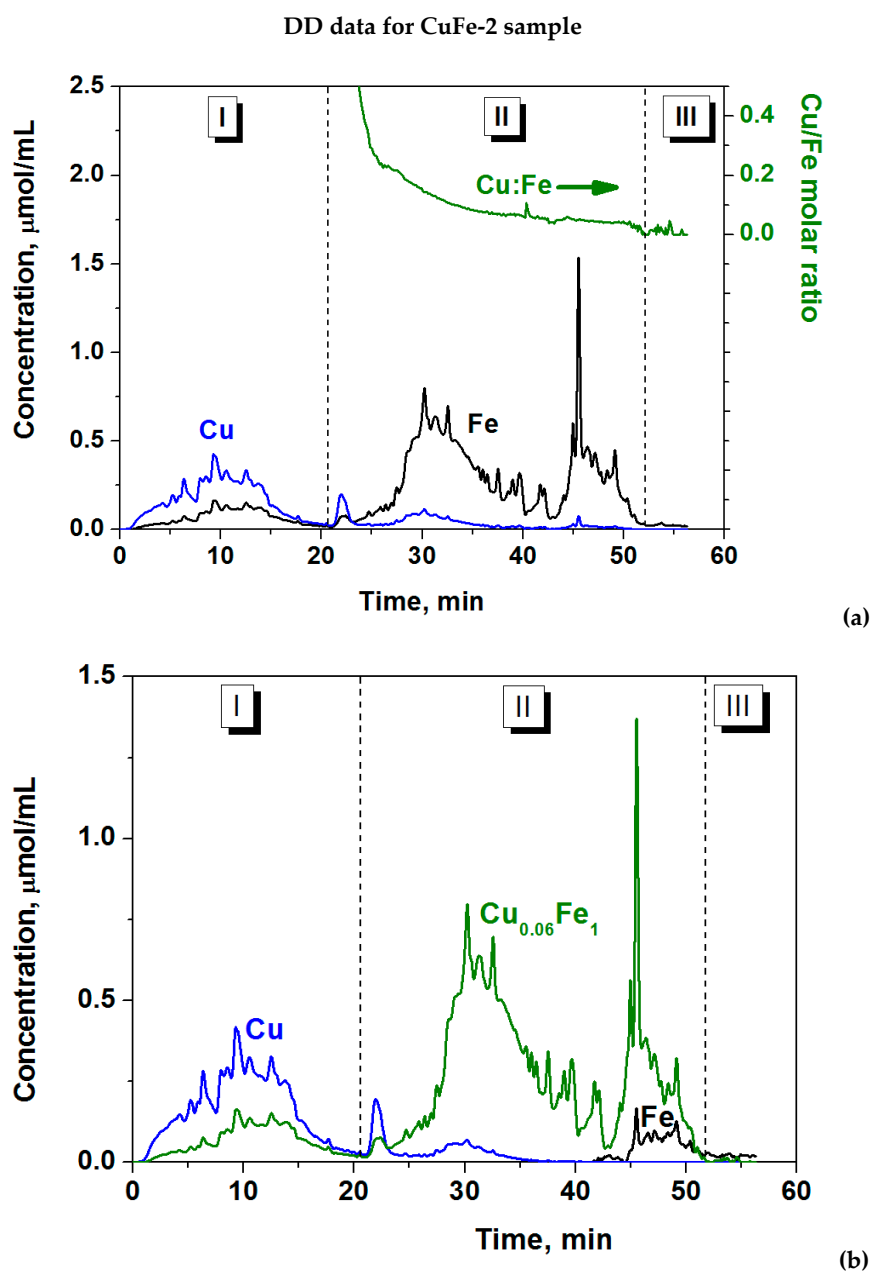 DD data for CuFe-2 sample
I
II
III
Cu:Fe
Cu
Fe
2.5
2.0
1.5
1.0
0.5
0.0
0.4
0.2
0.0
0
10
20
30
40
50
60
Concentration, μmol/mL
Cu/Fe molar ratio
Time, min
(a)
I
II
III
Cu₀.₀₆Fe₁
Cu
Fe
1.5
1.0
0.5
0.0
0
10
20
30
40
50
60
Concentration, μmol/mL
Time, min
(b)